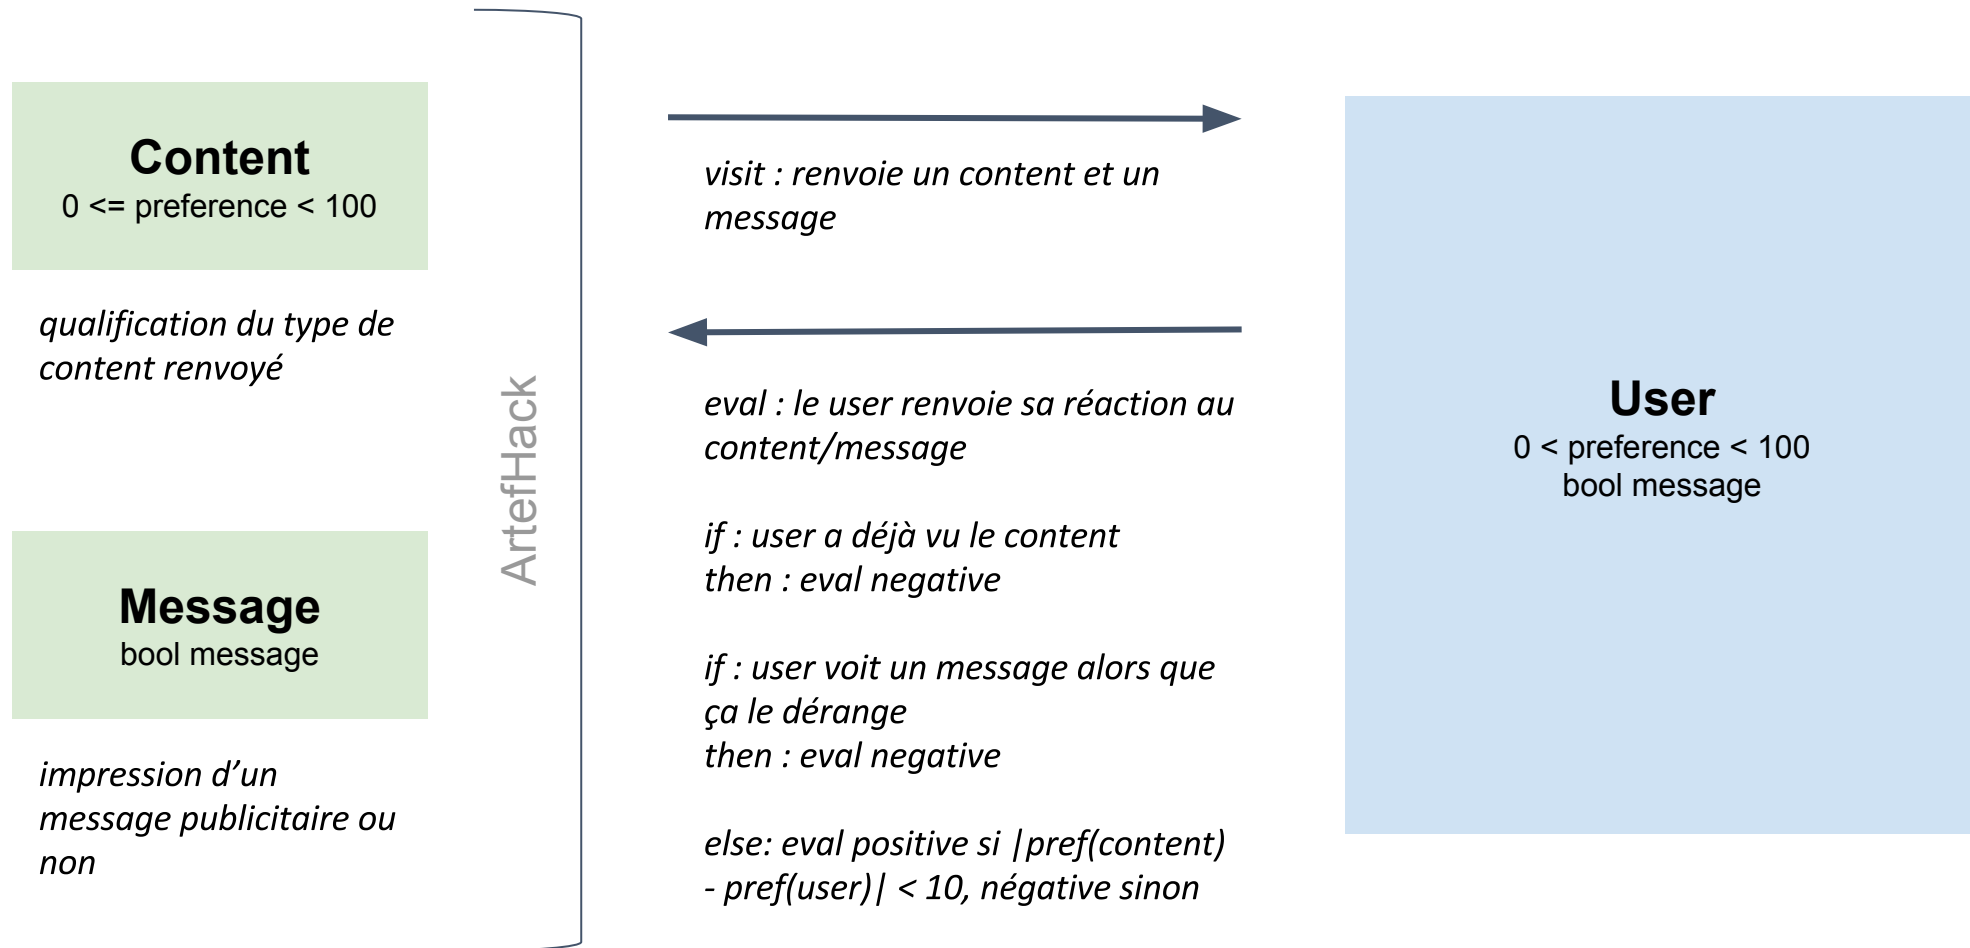 Content
0 <= preference < 100
qualification du type de
content renvoyé
Message
bool message
impression d’un
message publicitaire ou
non
ArtefHack
visit : renvoie un content et un
message
eval : le user renvoie sa réaction au
content/message
if : user a déjà vu le content
then : eval negative
if : user voit un message alors que
ça le dérange
then : eval negative
else: eval positive si |pref(content)
- pref(user)| < 10, négative sinon
User
0 < preference < 100
bool message